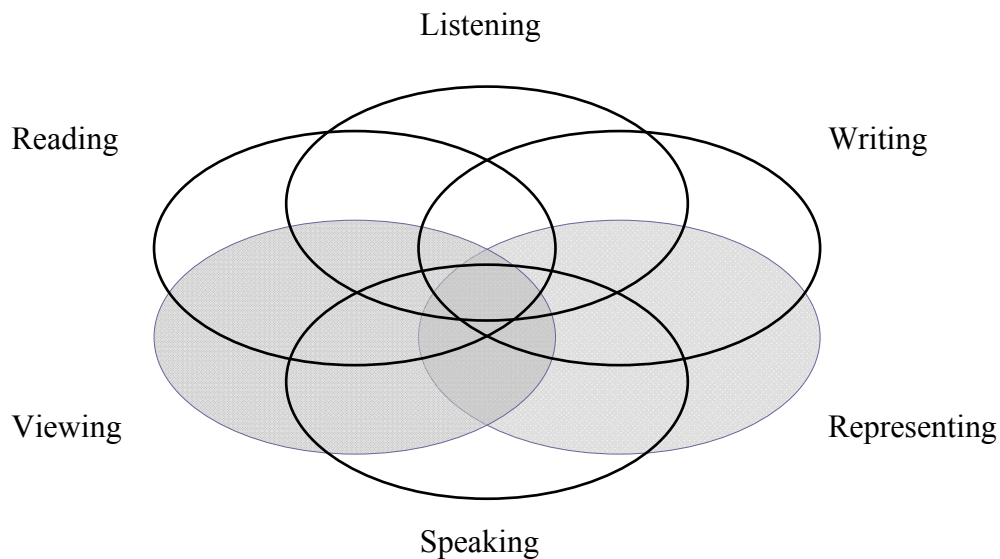 Listening
Reading
Writing
Viewing
Representing
Speaking